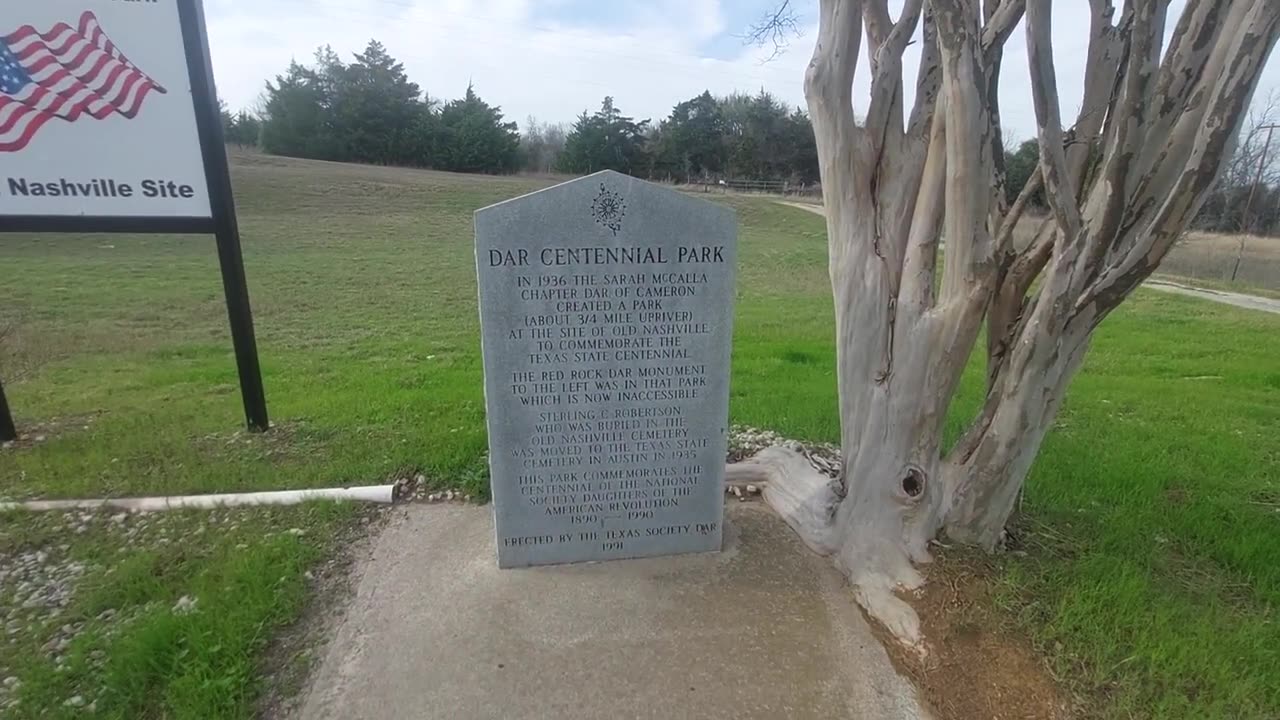 Nashville Site
DAR CENTENNIAL PARK
IN 1936 THE SARAH McCALLA
CHAPTER DAR OF CAMERON
CREATED A PARK
(ABOUT 3/4 MILE UPRIVER)
AT THE SITE OF OLD NASHVILLE
TO COMMEMORATE THE
TEXAS STATE CENTENNIAL.
THE RED ROCK DAR MONUMENT
TO THE LEFT WAS IN THAT PARK
WHICH IS NOW INACCESSIBLE
STERLING C. ROBERTSON
WHO WAS BURIED IN THE
OLD NASHVILLE CEMETERY
WAS MOVED TO THE TEXAS STATE
CEMETERY IN AUSTIN IN 1935
THIS PARK COMMEMORATES THE
CENTENNIAL OF THE NATIONAL
SOCIETY DAUGHTERS OF THE
AMERICAN REVOLUTION
1890 — 1990
ERECTED BY THE TEXAS SOCIETY DAR
1991